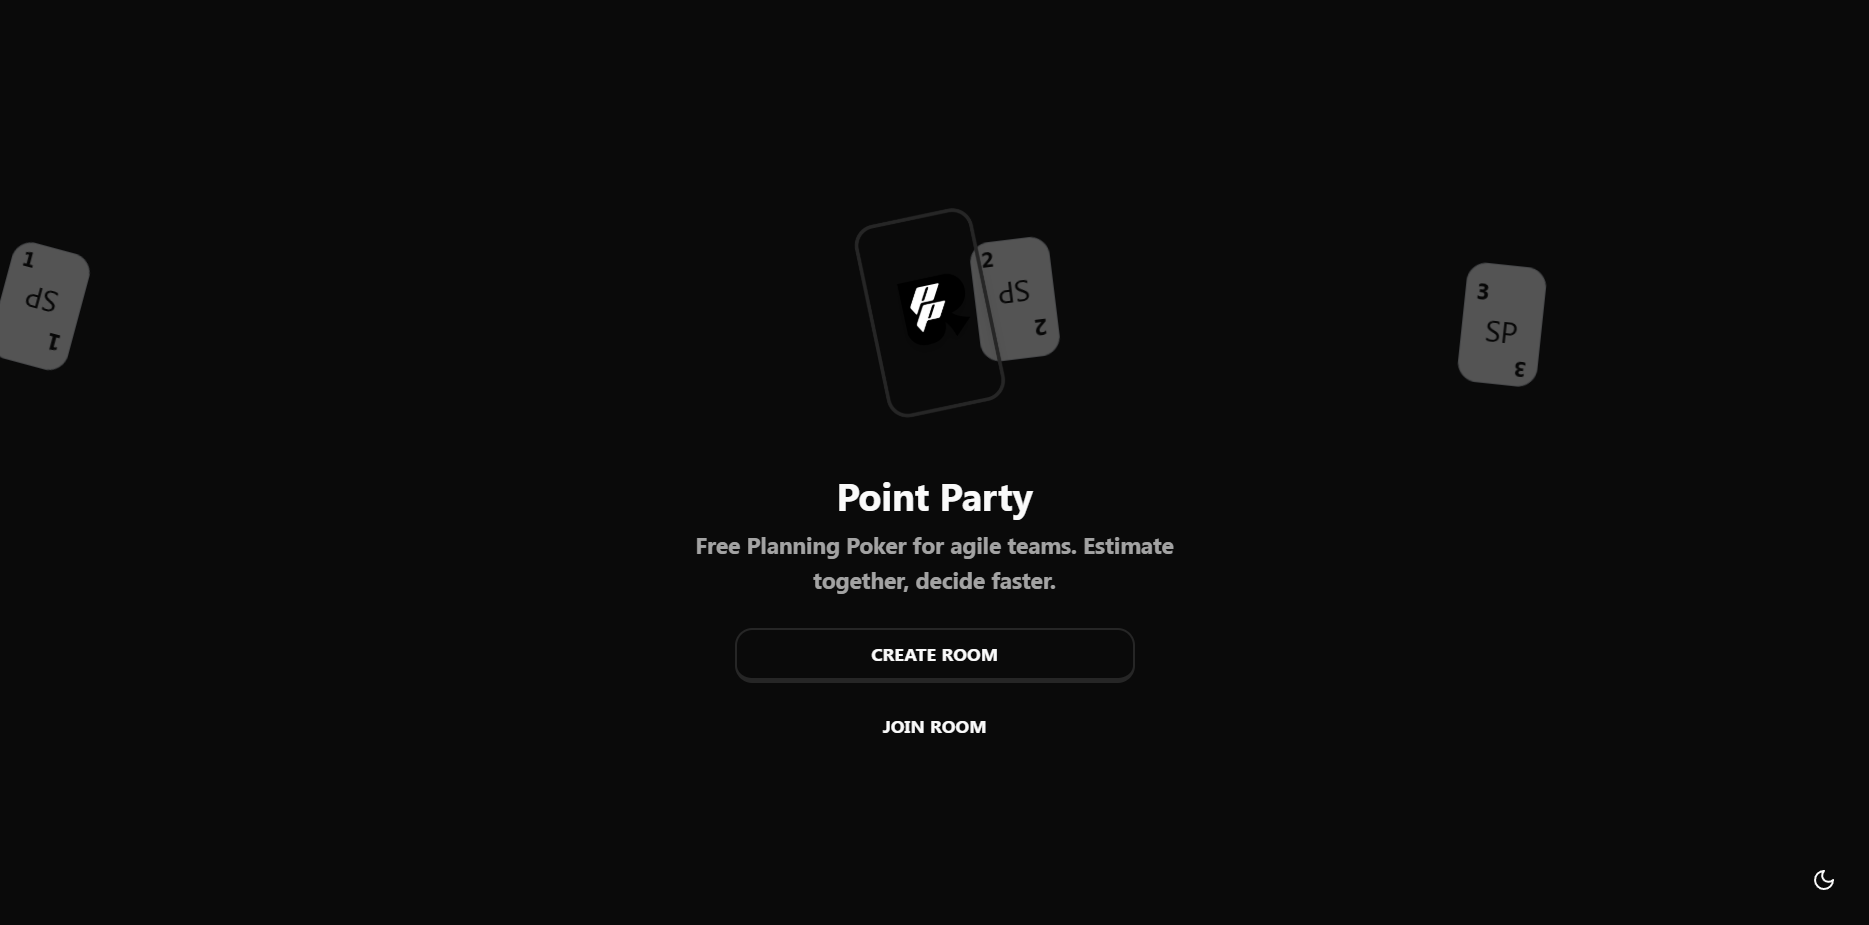 1
SP
1
2
SP
2
3
SP
3
PP
Point Party
Free Planning Poker for agile teams. Estimate
together, decide faster.
CREATE ROOM
JOIN ROOM